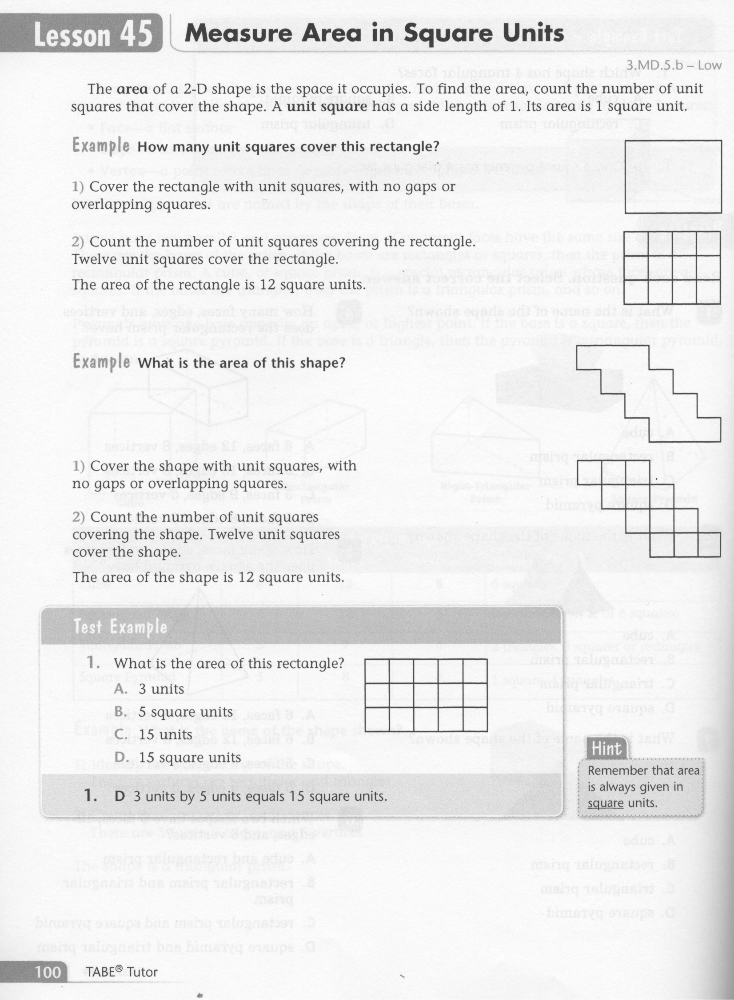 Lesson 45
Measure Area in Square Units
3.MD.5.b – Low
The area of a 2-D shape is the space it occupies. To find the area, count the number of unit
squares that cover the shape. A unit square has a side length of 1. Its area is 1 square unit.
Example How many unit squares cover this rectangle?
1) Cover the rectangle with unit squares, with no gaps or
overlapping squares.
2) Count the number of unit squares covering the rectangle.
Twelve unit squares cover the rectangle.
The area of the rectangle is 12 square units.
Example What is the area of this shape?
1) Cover the shape with unit squares, with
no gaps or overlapping squares.
2) Count the number of unit squares
covering the shape. Twelve unit squares
cover the shape.
The area of the shape is 12 square units.
Test Example
1. What is the area of this rectangle?
A. 3 units
B. 5 square units
C. 15 units
D. 15 square units
1. D 3 units by 5 units equals 15 square units.
Hint
Remember that area
is always given in
square units.
100 TABE® Tutor